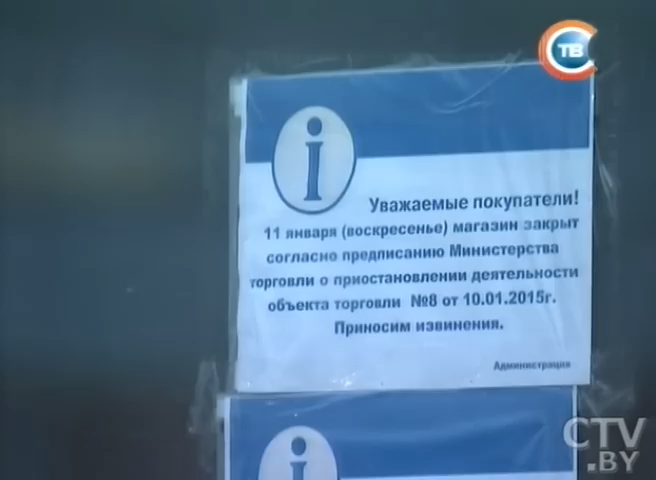 СТВ
i
Уважаемые покупатели!
11 января (воскресенье) магазин закрыт
согласно предписанию Министерства
торговли о приостановлении деятельности
объекта торговли №8 от 10.01.2015г.
Приносим извинения.
Администрация
i
CTV
.BY